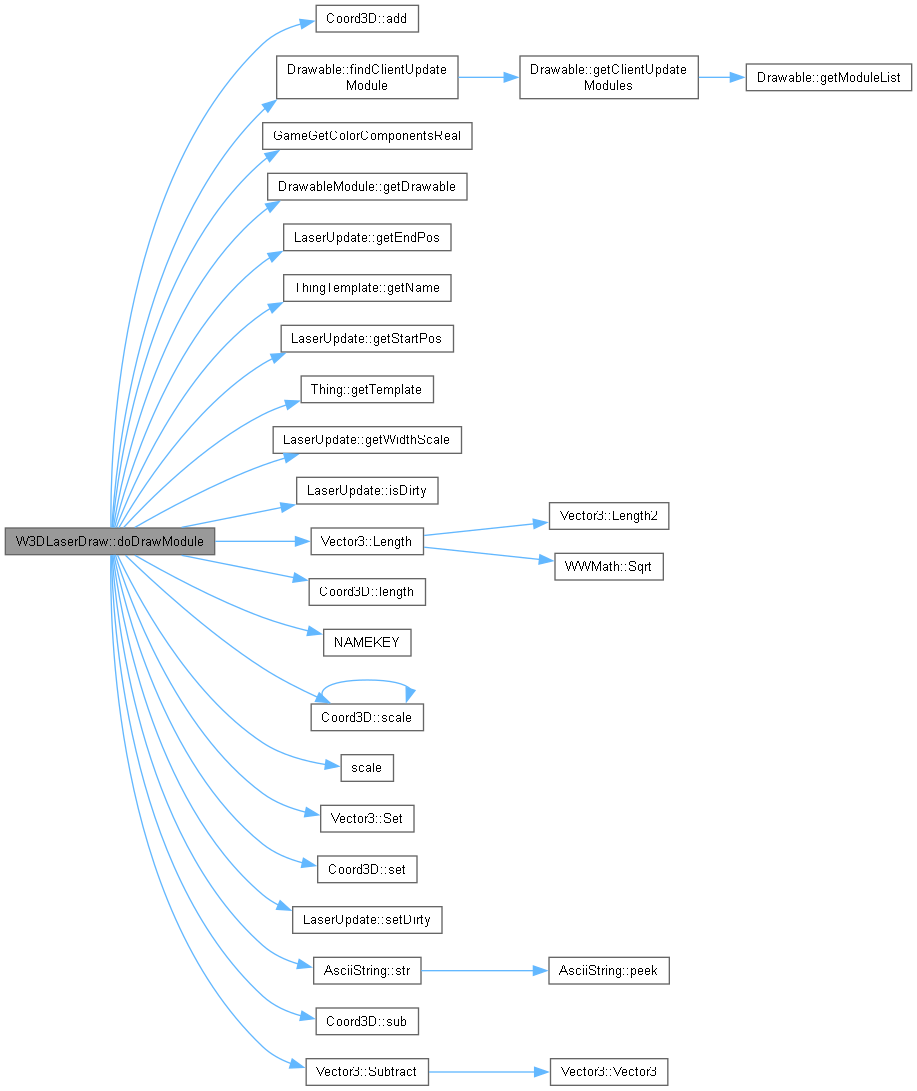 Coord3D::add
Drawable::findClientUpdate
Module
Drawable::getClientUpdate
Modules
Drawable::getModuleList
GameGetColorComponentsReal
DrawableModule::getDrawable
LaserUpdate::getEndPos
ThingTemplate::getName
LaserUpdate::getStartPos
Thing::getTemplate
LaserUpdate::getWidthScale
LaserUpdate::isDirty
W3DLaserDraw::doDrawModule
Vector3::Length
Vector3::Length2
WWMath::Sqrt
Coord3D::length
NAMEKEY
Coord3D::scale
scale
Vector3::Set
Coord3D::set
LaserUpdate::setDirty
AsciiString::str
AsciiString::peek
Coord3D::sub
Vector3::Subtract
Vector3::Vector3